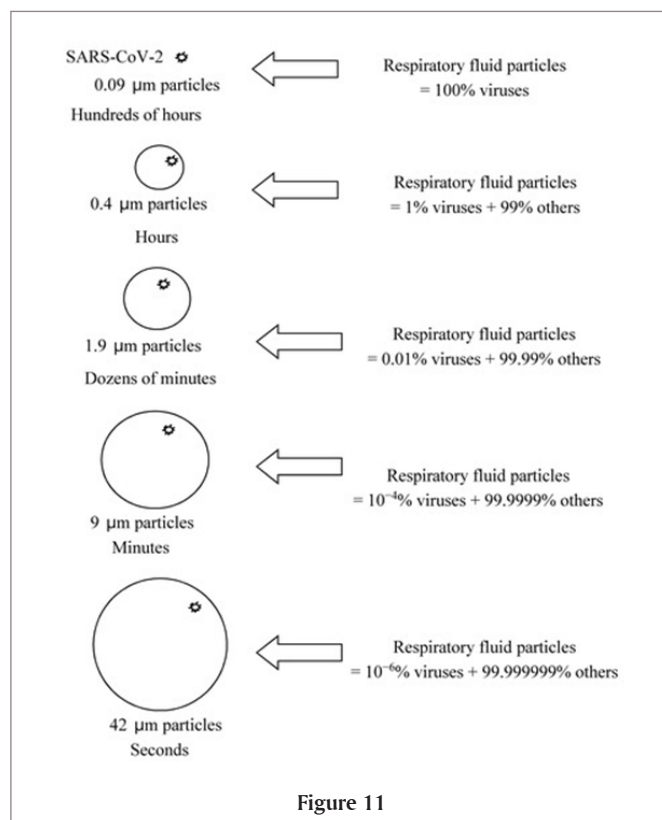 SARS-CoV-2
0.09 µm particles
Hundreds of hours
Respiratory fluid particles
= 100% viruses
0.4 µm particles
Hours
Respiratory fluid particles
= 1% viruses + 99% others
1.9 µm particles
Dozens of minutes
Respiratory fluid particles
= 0.01% viruses + 99.99% others
9 µm particles
Minutes
Respiratory fluid particles
= 10⁻⁴% viruses + 99.9999% others
42 µm particles
Seconds
Respiratory fluid particles
= 10⁻⁶% viruses + 99.999999% others
Figure 11